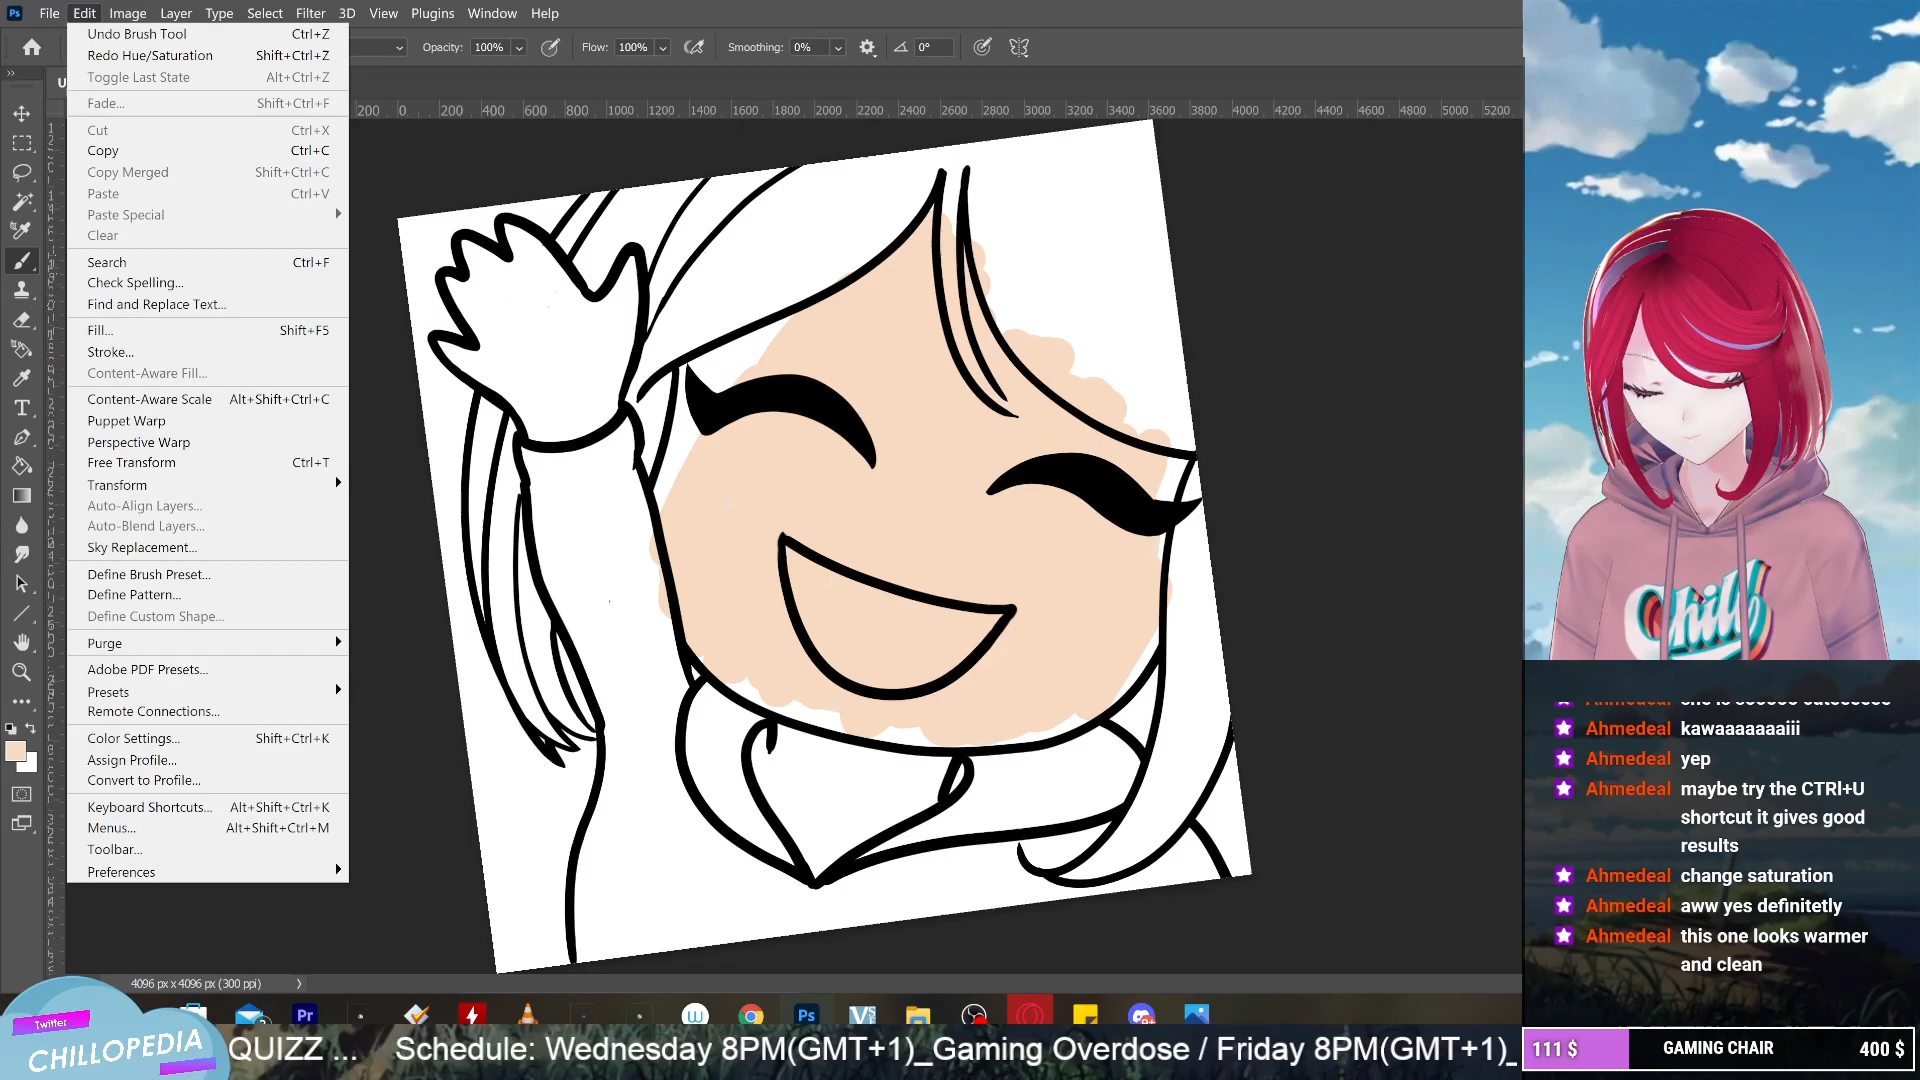 Ps File Edit Image Layer Type Select Filter 3D View Plugins Window Help
Opacity: 100% Flow: 100% Smoothing: 0% 0°
Undo Brush Tool Ctrl+Z
Redo Hue/Saturation Shift+Ctrl+Z
Toggle Last State Alt+Ctrl+Z
Fade... Shift+Ctrl+F
Cut Ctrl+X
Copy Ctrl+C
Copy Merged Shift+Ctrl+C
Paste Ctrl+V
Paste Special
Clear
Search Ctrl+F
Check Spelling...
Find and Replace Text...
Fill... Shift+F5
Stroke...
Content-Aware Fill...
Content-Aware Scale Alt+Shift+Ctrl+C
Puppet Warp
Perspective Warp
Free Transform Ctrl+T
Transform
Auto-Align Layers...
Auto-Blend Layers...
Sky Replacement...
Define Brush Preset...
Define Pattern...
Define Custom Shape...
Purge
Adobe PDF Presets...
Presets
Remote Connections...
Color Settings... Shift+Ctrl+K
Assign Profile...
Convert to Profile...
Keyboard Shortcuts... Alt+Shift+Ctrl+K
Menus... Alt+Shift+Ctrl+M
Toolbar...
Preferences
200 0 200 400 600 800 1000 1200 1400 1600 1800 2000 2200 2400 2600 2800 3000 3200 3400 3600 3800 4000 4200 4400 4600 4800 5000 5200
4096 px x 4096 px (300 ppi)
Chill
Ahmedeal kawaaaaaaiii
Ahmedeal yep
Ahmedeal maybe try the CTRl+U
shortcut it gives good
results
Ahmedeal change saturation
Ahmedeal aww yes definitetly
Ahmedeal this one looks warmer
and clean
Pr
Ps
Twitter
CHILLOPEDIA
QUIZZ ... Schedule: Wednesday 8PM(GMT+1)_Gaming Overdose / Friday 8PM(GMT+1)_
111 $ GAMING CHAIR 400 $